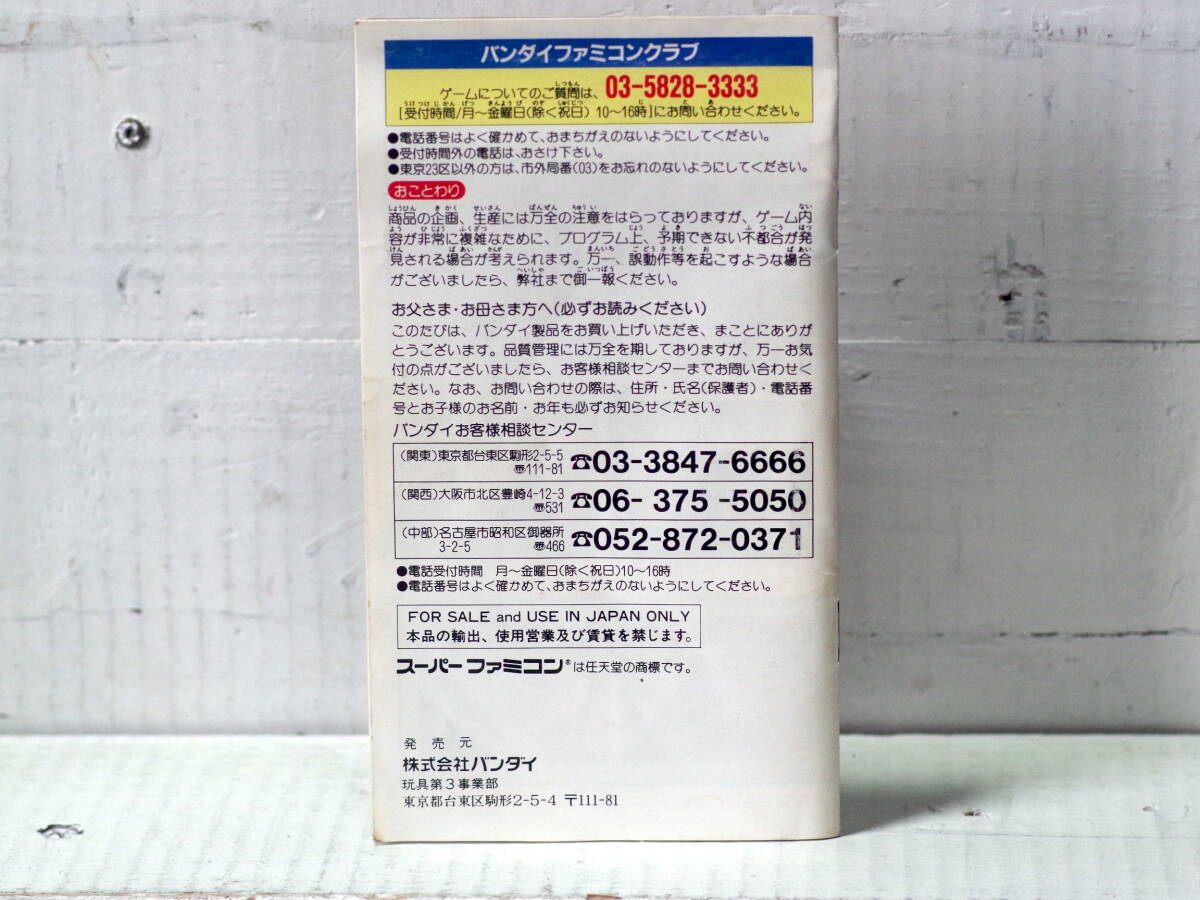 バンダイファミコンクラブ
ゲームについてのご質問は、03-5828-3333
[受付時間/月〜金曜日(除く祝日) 10〜16時]にお問い合わせください。
●電話番号はよく確かめて、おまちがえのないようにしてください。
●受付時間外の電話は、おさけ下さい。
●東京23区以外の方は、市外局番(03)をお忘れのないようにしてください。
おことわり
商品の企画、生産には万全の注意をはらっておりますが、ゲーム内
容が非常に複雑なために、プログラム上、予期できない不都合が発
見される場合が考えられます。万一、誤動作等を起こすような場合
がございましたら、弊社まで御一報ください。
お父さま・お母さま方へ(必ずお読みください)
このたびは、バンダイ製品をお買い上げいただき、まことにありが
とうございます。品質管理には万全を期しておりますが、万一お気
付の点がございましたら、お客様相談センターまでお問い合わせく
ださい。なお、お問い合わせの際は、住所・氏名(保護者)・電話番
号とお子様のお名前・お年も必ずお知らせください。
バンダイお客様相談センター
(関東)東京都台東区駒形2-5-5 〠111-81 ☎03-3847-6666
(関西)大阪市北区豊崎4-12-3 〠531 ☎06-375-5050
(中部)名古屋市昭和区御器所 3-2-5 〠466 ☎052-872-0371
●電話受付時間 月〜金曜日(除く祝日)10〜16時
●電話番号はよく確かめて、おまちがえのないようにしてください。
FOR SALE and USE IN JAPAN ONLY
本品の輸出、使用営業及び賃貸を禁じます。
スーパーファミコン®は任天堂の商標です。
発売元
株式会社バンダイ
玩具第3事業部
東京都台東区駒形2-5-4 〒111-81